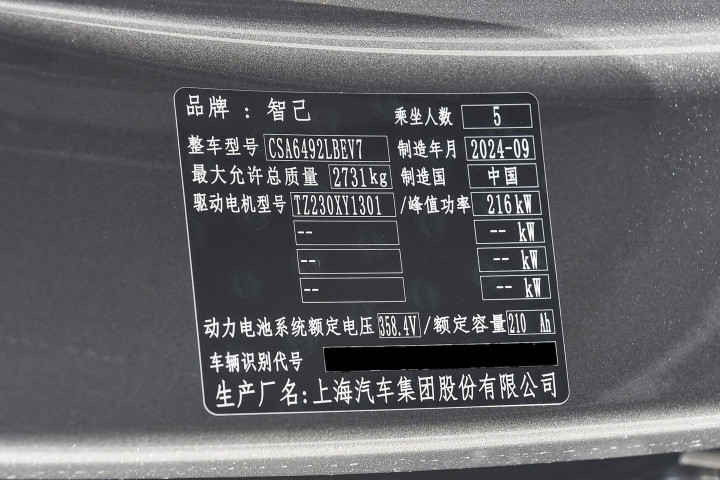 品牌：智己 乘坐人数 5
整车型号 CSA6492LBEV7 制造年月 2024-09
最大允许总质量 2731kg 制造国 中国
驱动电机型号 TZ230XY1301 /峰值功率 216kW
-- -- kW
-- -- kW
-- -- kW
动力电池系统额定电压 358.4V /额定容量 210 Ah
车辆识别代号
生产厂名:上海汽车集团股份有限公司